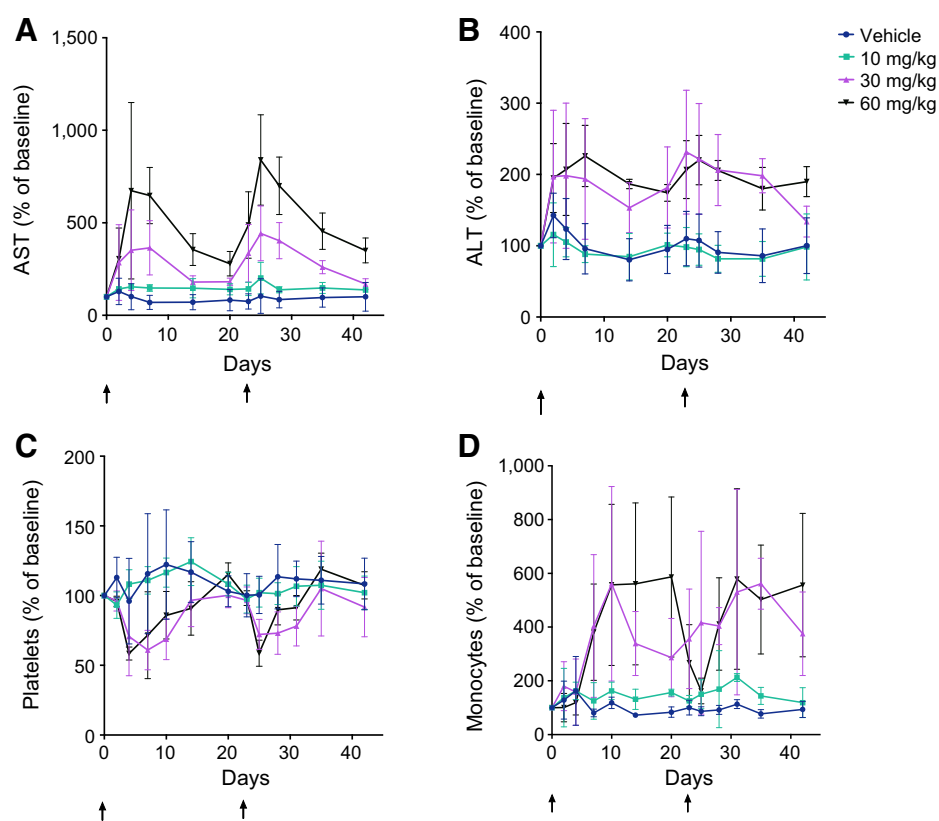 A
AST (% of baseline)
1,500
1,000
500
0
0 10 20 30 40
Days
B
ALT (% of baseline)
400
300
200
100
0
0 10 20 30 40
Days
Vehicle
10 mg/kg
30 mg/kg
60 mg/kg
C
Platelets (% of baseline)
200
150
100
50
0
0 10 20 30 40
Days
D
Monocytes (% of baseline)
1,000
800
600
400
200
0
0 10 20 30 40
Days